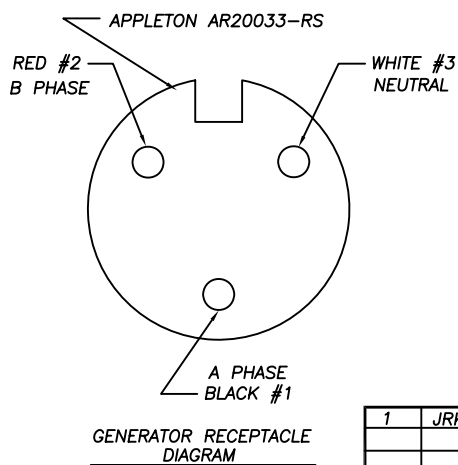 APPLETON AR20033-RS
RED #2
B PHASE
WHITE #3
NEUTRAL
A PHASE
BLACK #1
GENERATOR RECEPTACLE
DIAGRAM
1